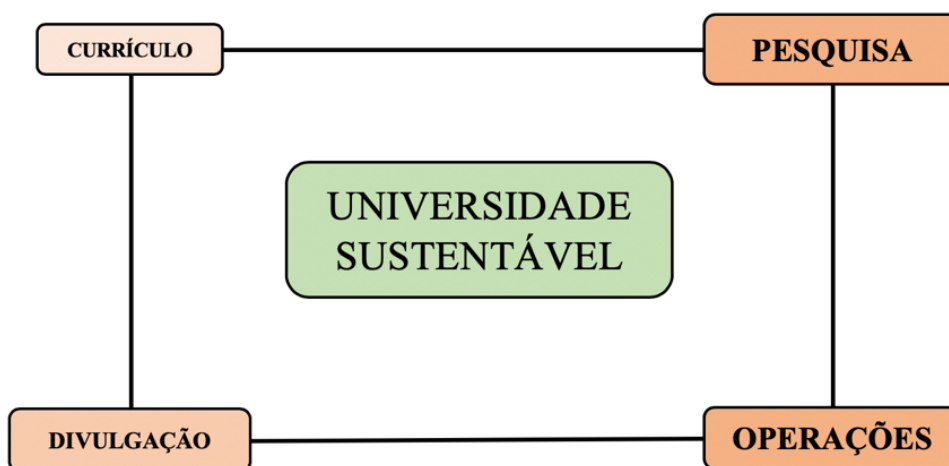 CURRÍCULO
PESQUISA
UNIVERSIDADE
SUSTENTÁVEL
DIVULGAÇÃO
OPERAÇÕES